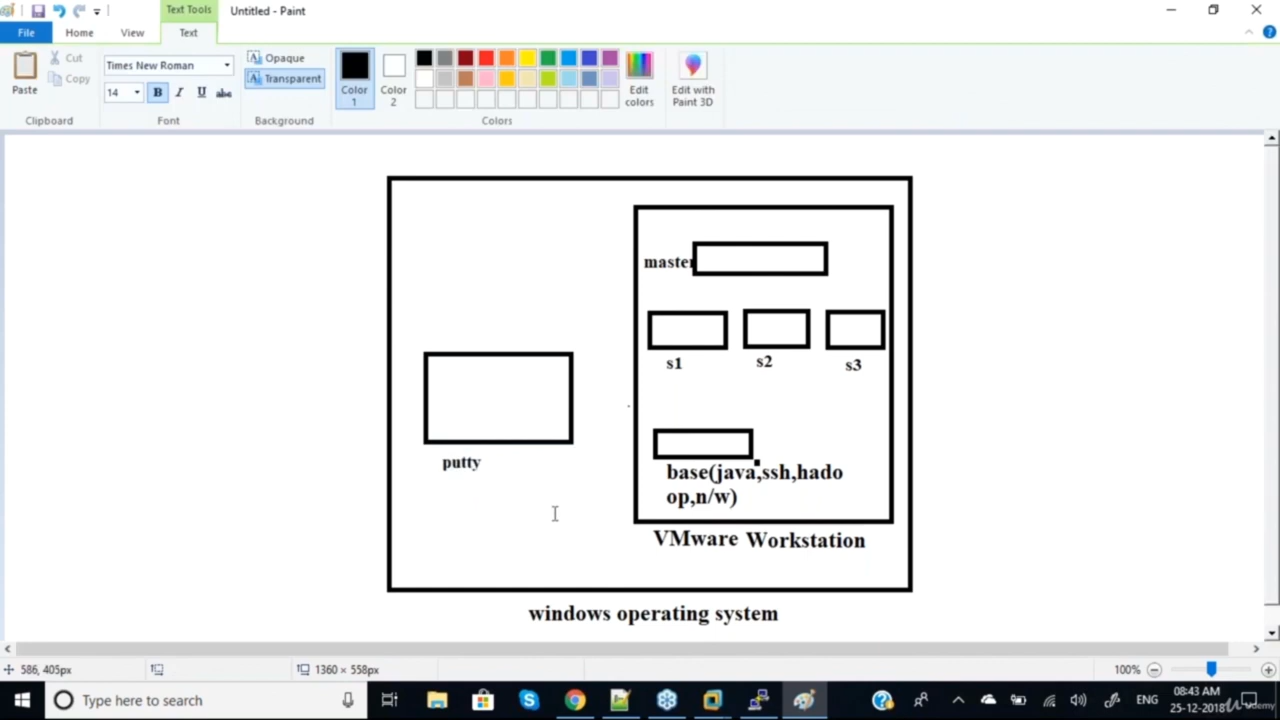 Text Tools
Untitled - Paint
File
Home
View
Text
Paste
Cut
Copy
Clipboard
Times New Roman
14
B
I
U
abc
Font
Opaque
Transparent
Background
Color
1
Color
2
Edit
colors
Colors
Edit with
Paint 3D
master
s1
s2
s3
putty
base(java,ssh,hado
op,n/w)
VMware Workstation
windows operating system
586, 405px
1360 × 558px
100%
Type here to search
ENG
08:43 AM
25-12-2018
Udemy